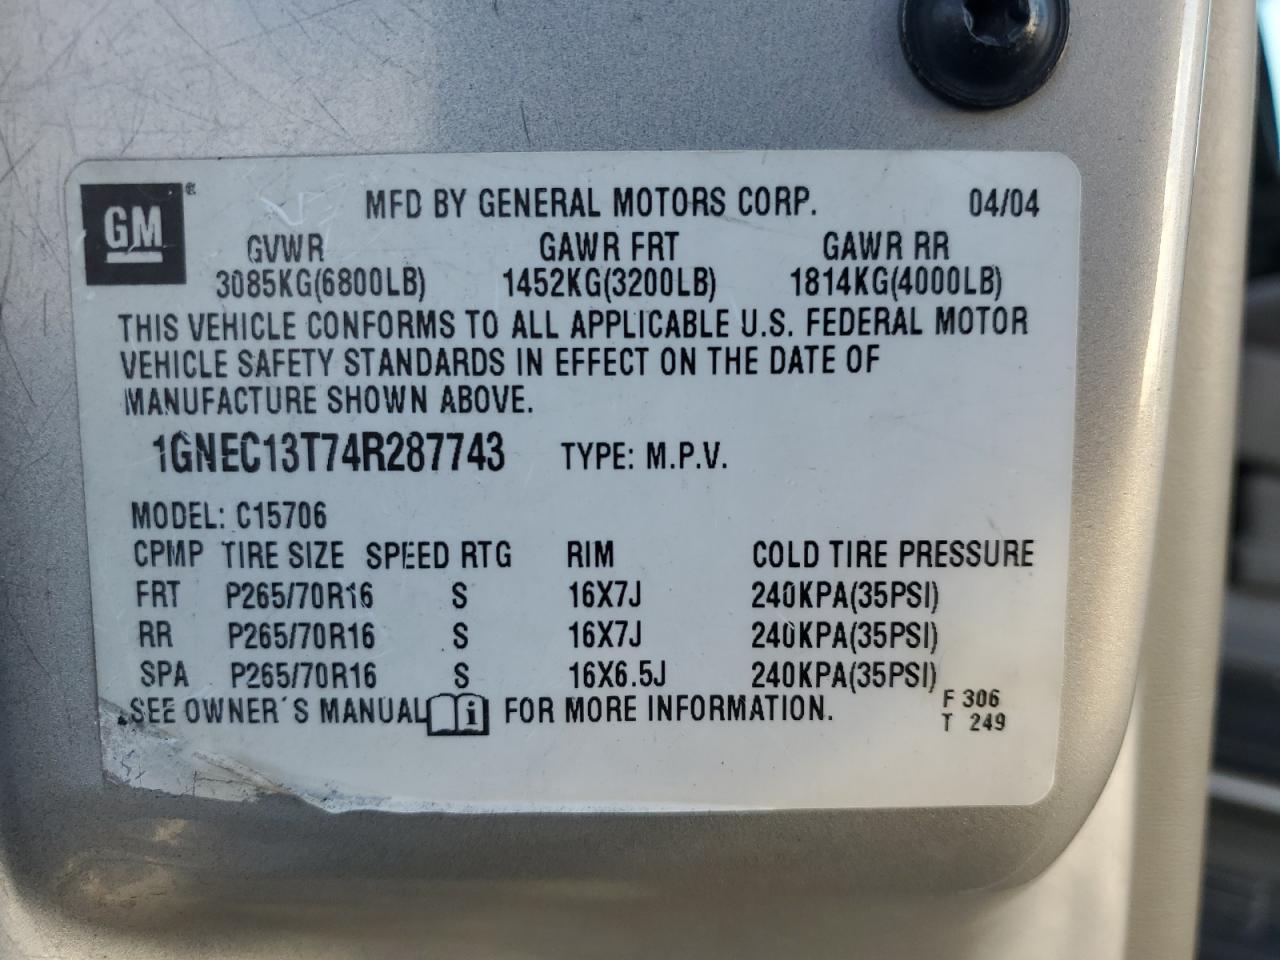 GM ® MFD BY GENERAL MOTORS CORP. 04/04
GVWR GAWR FRT GAWR RR
3085KG(6800LB) 1452KG(3200LB) 1814KG(4000LB)
THIS VEHICLE CONFORMS TO ALL APPLICABLE U.S. FEDERAL MOTOR
VEHICLE SAFETY STANDARDS IN EFFECT ON THE DATE OF
MANUFACTURE SHOWN ABOVE.
1GNEC13T74R287743 TYPE: M.P.V.
MODEL: C15706
CPMP TIRE SIZE SPEED RTG RIM COLD TIRE PRESSURE
FRT P265/70R16 S 16X7J 240KPA(35PSI)
RR P265/70R16 S 16X7J 240KPA(35PSI)
SPA P265/70R16 S 16X6.5J 240KPA(35PSI)
SEE OWNER'S MANUAL i FOR MORE INFORMATION.
F 306
T 249